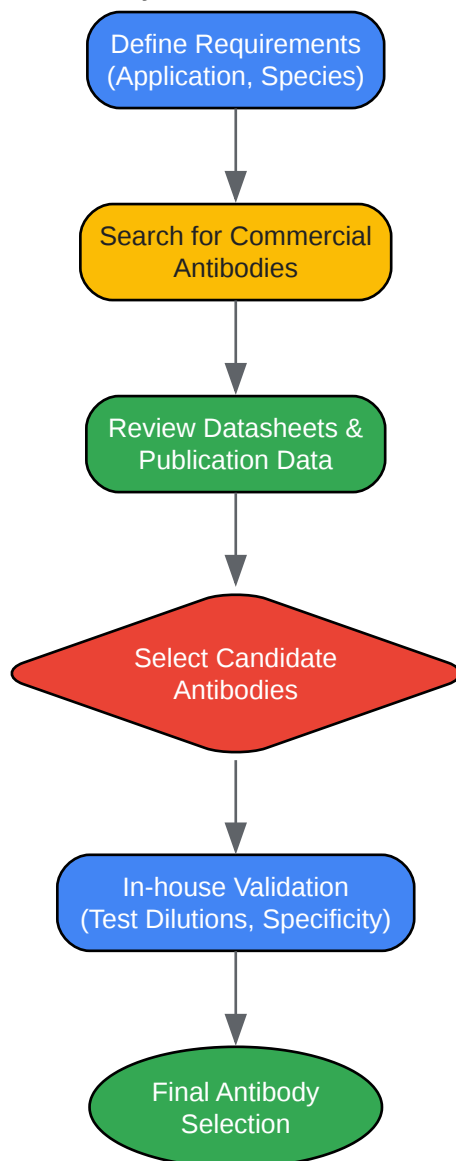 Define Requirements
(Application, Species)
Search for Commercial
Antibodies
Review Datasheets &
Publication Data
Select Candidate
Antibodies
In-house Validation
(Test Dilutions, Specificity)
Final Antibody
Selection